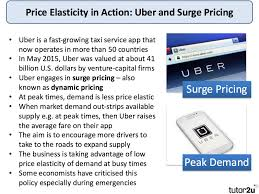 Price Elasticity in Action: Uber and Surge Pricing
• Uber is a fast-growing taxi service app that
now operates in more than 50 countries
• In May 2015, Uber was valued at about 41
billion U.S. dollars by venture-capital firms
• Uber engages in surge pricing – also
known as dynamic pricing
• At peak times, demand is less price elastic
• When market demand out-strips available
supply e.g. at peak times, then Uber raises
the average fare on their app
• The aim is to encourage more drivers to
take to the roads to expand market supply
• The business is taking advantage of low
price elasticity of demand at busy times
• Some economists have criticised this
policy especially during emergencies
UBER
Surge Pricing
UBER
Peak Demand
tutor2u